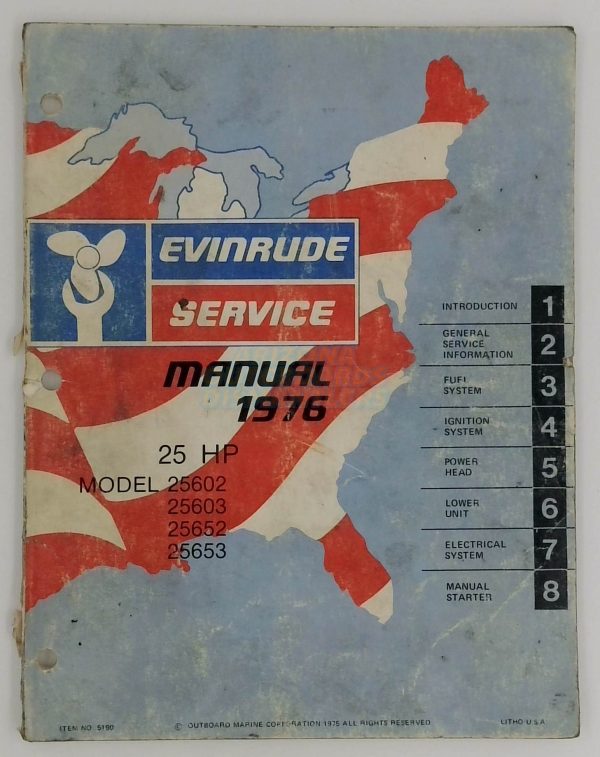 EVINRUDE
SERVICE
MANUAL
1976
25 HP
MODEL 25602
25603
25652
25653
INTRODUCTION 1
GENERAL
SERVICE
INFORMATION 2
FUEL
SYSTEM 3
IGNITION
SYSTEM 4
POWER
HEAD 5
LOWER
UNIT 6
ELECTRICAL
SYSTEM 7
MANUAL
STARTER 8
ITEM NO. 5190
© OUTBOARD MARINE CORPORATION 1975 ALL RIGHTS RESERVED
LITHO U.S.A.